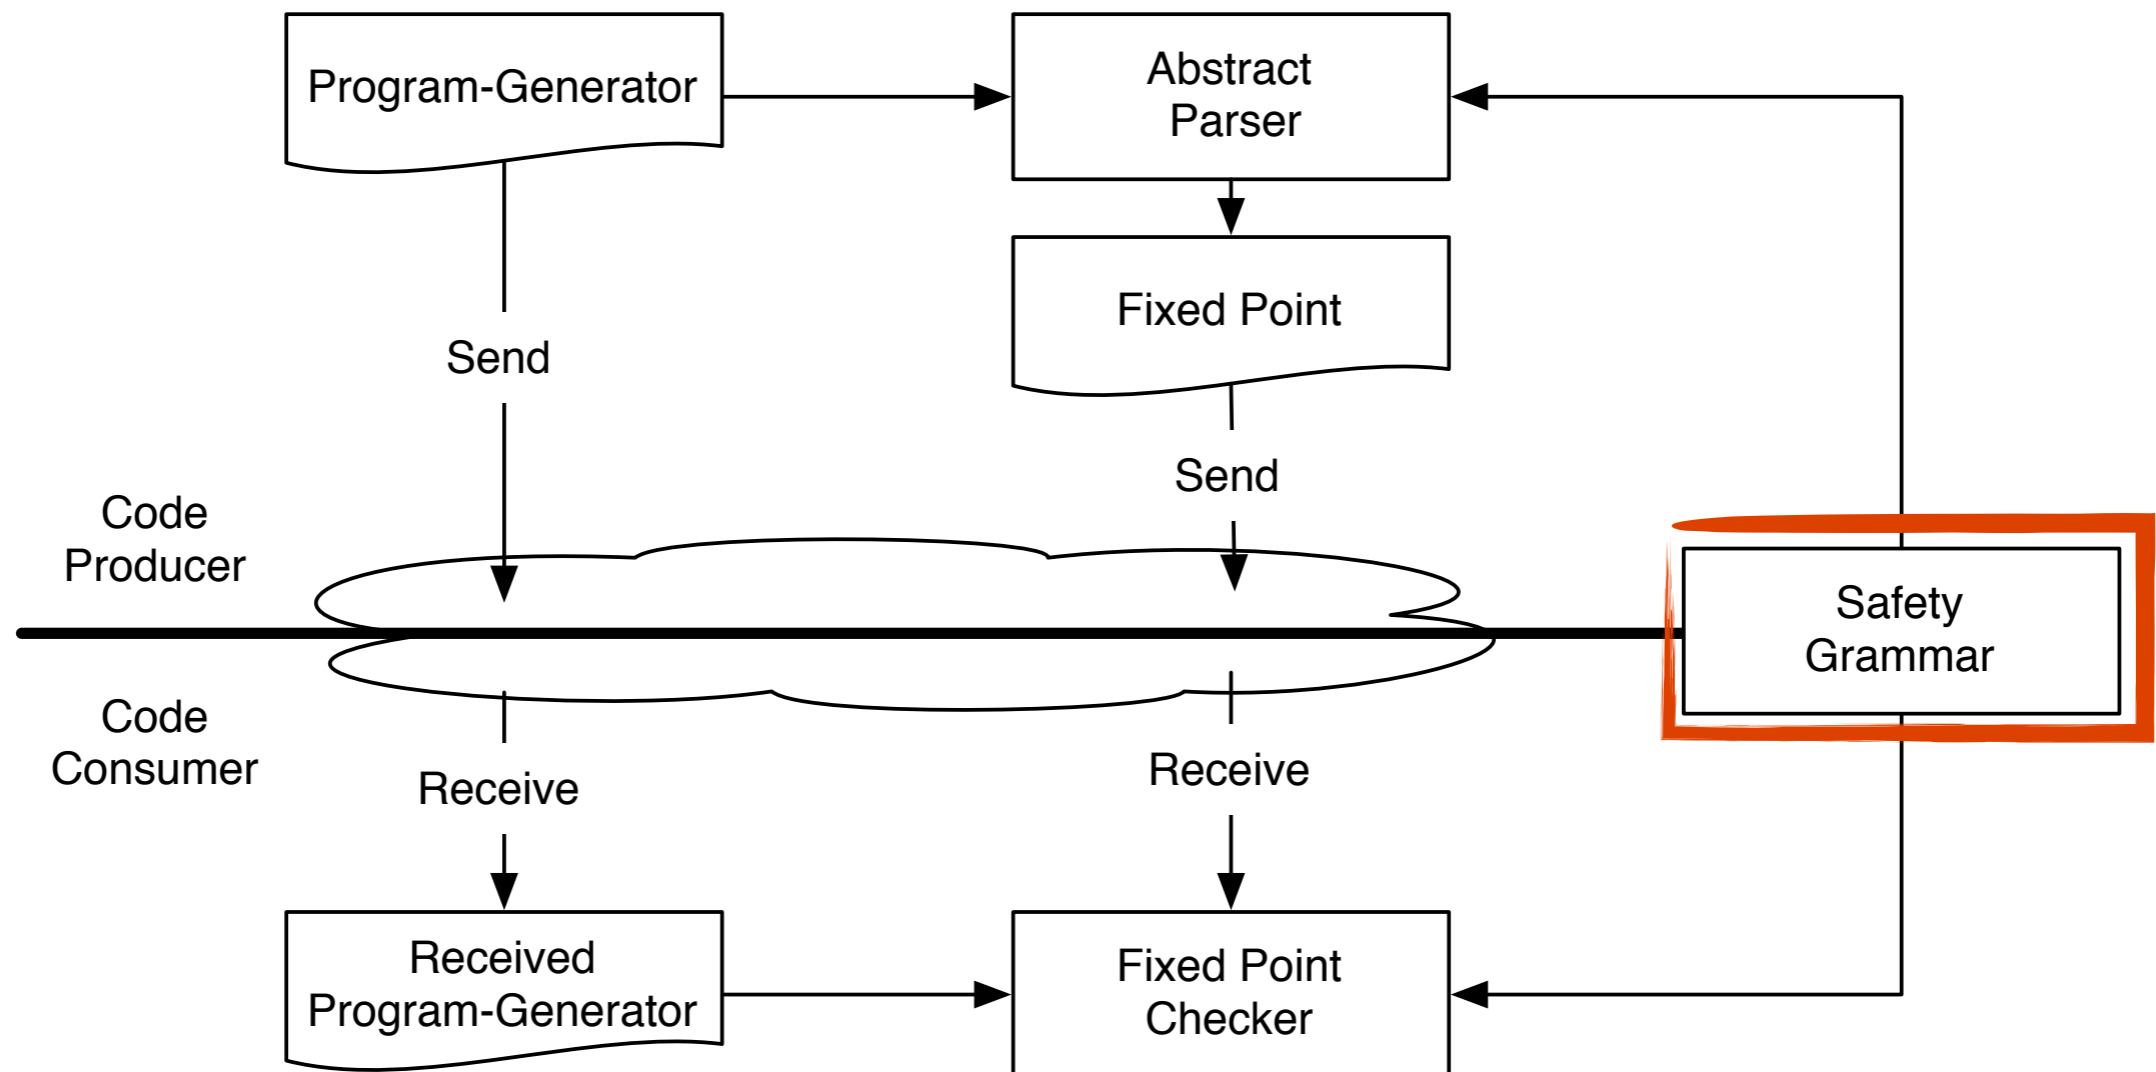 Program-Generator
Abstract
Parser
Fixed Point
Send
Send
Code
Producer
Safety
Grammar
Code
Consumer
Receive
Receive
Received
Program-Generator
Fixed Point
Checker